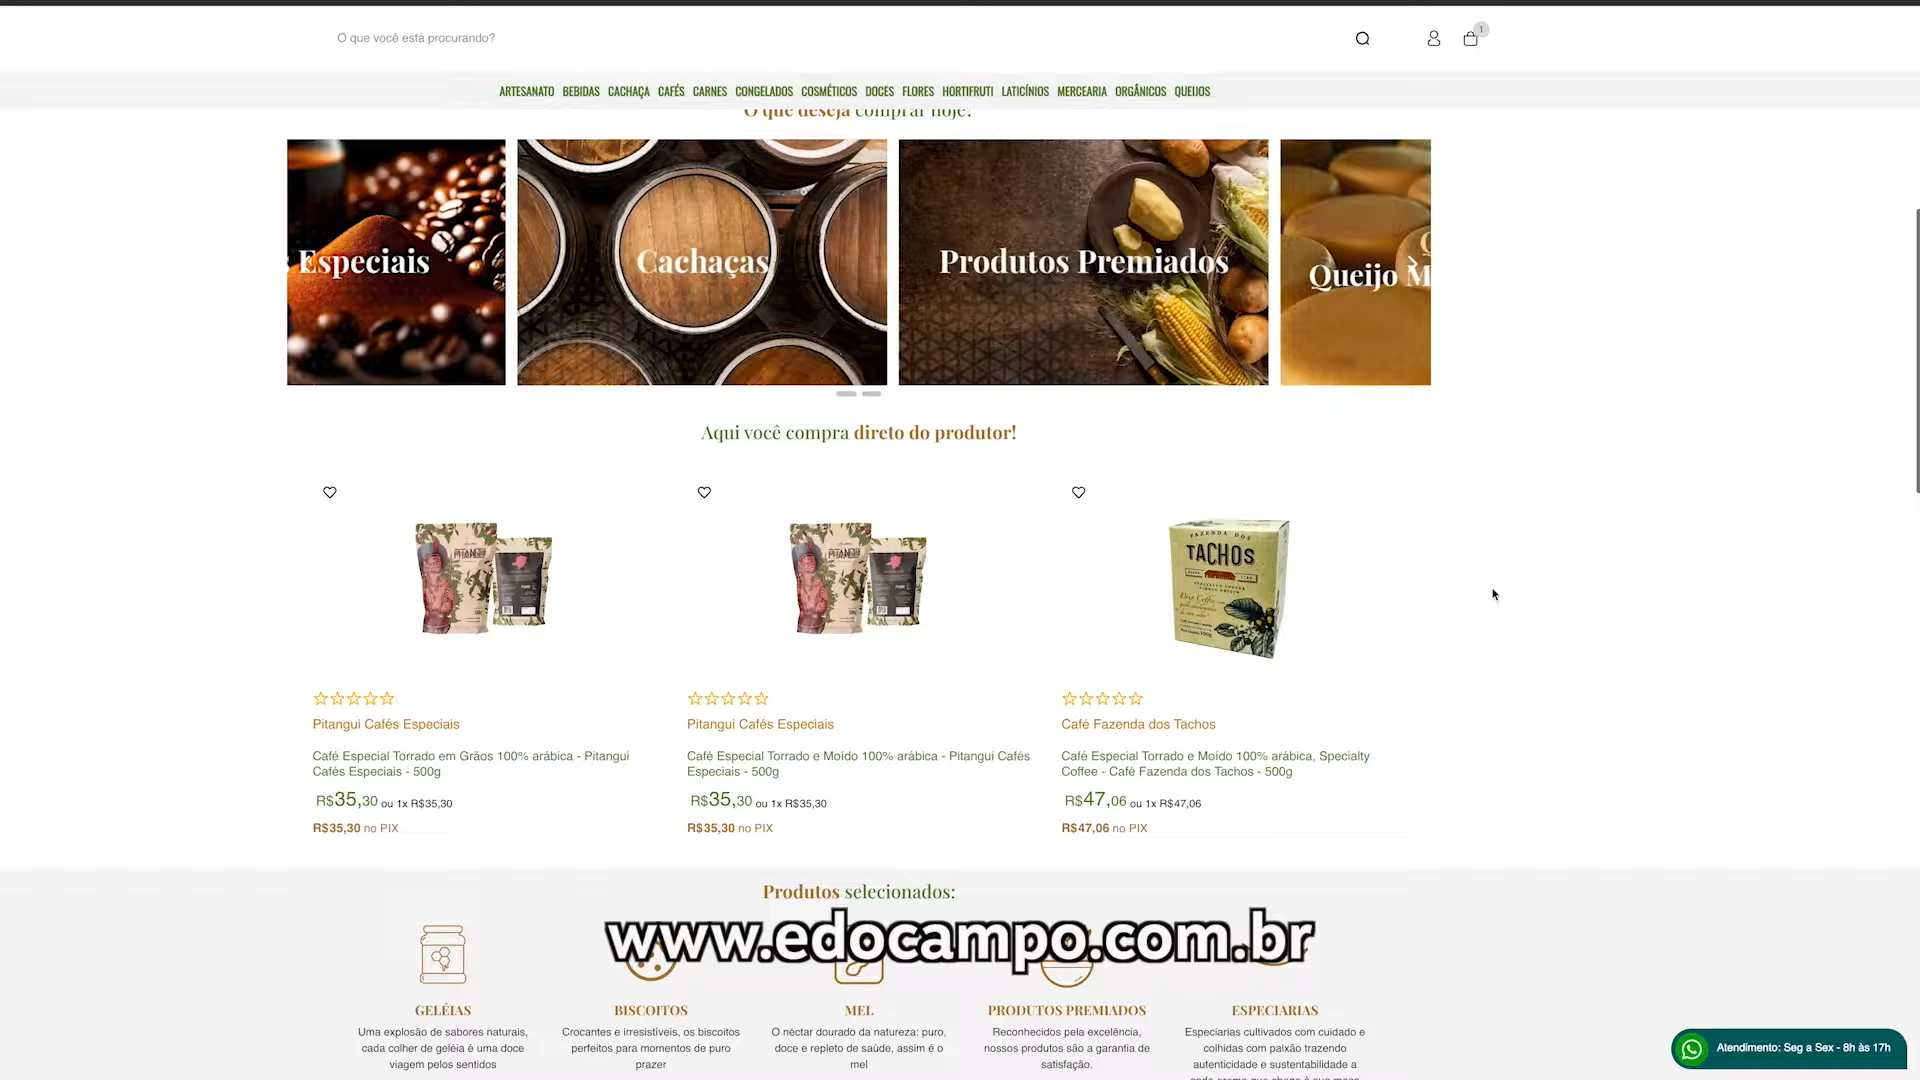 O que você está procurando?
1
ARTESANATO BEBIDAS CACHAÇA CAFÉS CARNES CONGELADOS COSMÉTICOS DOCES FLORES HORTIFRUTI LATICÍNIOS MERCEARIA ORGÂNICOS QUEIJOS
O que deseja comprar hoje?
Especiais
Cachaças
Produtos Premiados
Queijo M
Aqui você compra direto do produtor!
FAZENDA DOS
TACHOS
Pitangui Cafés Especiais
Café Especial Torrado em Grãos 100% arábica - Pitangui
Cafés Especiais - 500g
R$35,30 ou 1x R$35,30
R$35,30 no PIX
Pitangui Cafés Especiais
Café Especial Torrado e Moído 100% arábica - Pitangui Cafés
Especiais - 500g
R$35,30 ou 1x R$35,30
R$35,30 no PIX
Café Fazenda dos Tachos
Café Especial Torrado e Moído 100% arábica, Specialty
Coffee - Café Fazenda dos Tachos - 500g
R$47,06 ou 1x R$47,06
R$47,06 no PIX
Produtos selecionados:
www.edocampo.com.br
GELÉIAS
Uma explosão de sabores naturais,
cada colher de geléia é uma doce
viagem pelos sentidos
BISCOITOS
Crocantes e irresistíveis, os biscoitos
perfeitos para momentos de puro
prazer
MEL
O néctar dourado da natureza: puro,
doce e repleto de saúde, assim é o
mel
PRODUTOS PREMIADOS
Reconhecidos pela excelência,
nossos produtos são a garantia de
satisfação.
ESPECIARIAS
Especiarias cultivados com cuidado e
colhidas com paixão trazendo
autenticidade e sustentabilidade a
Atendimento: Seg a Sex - 8h às 17h